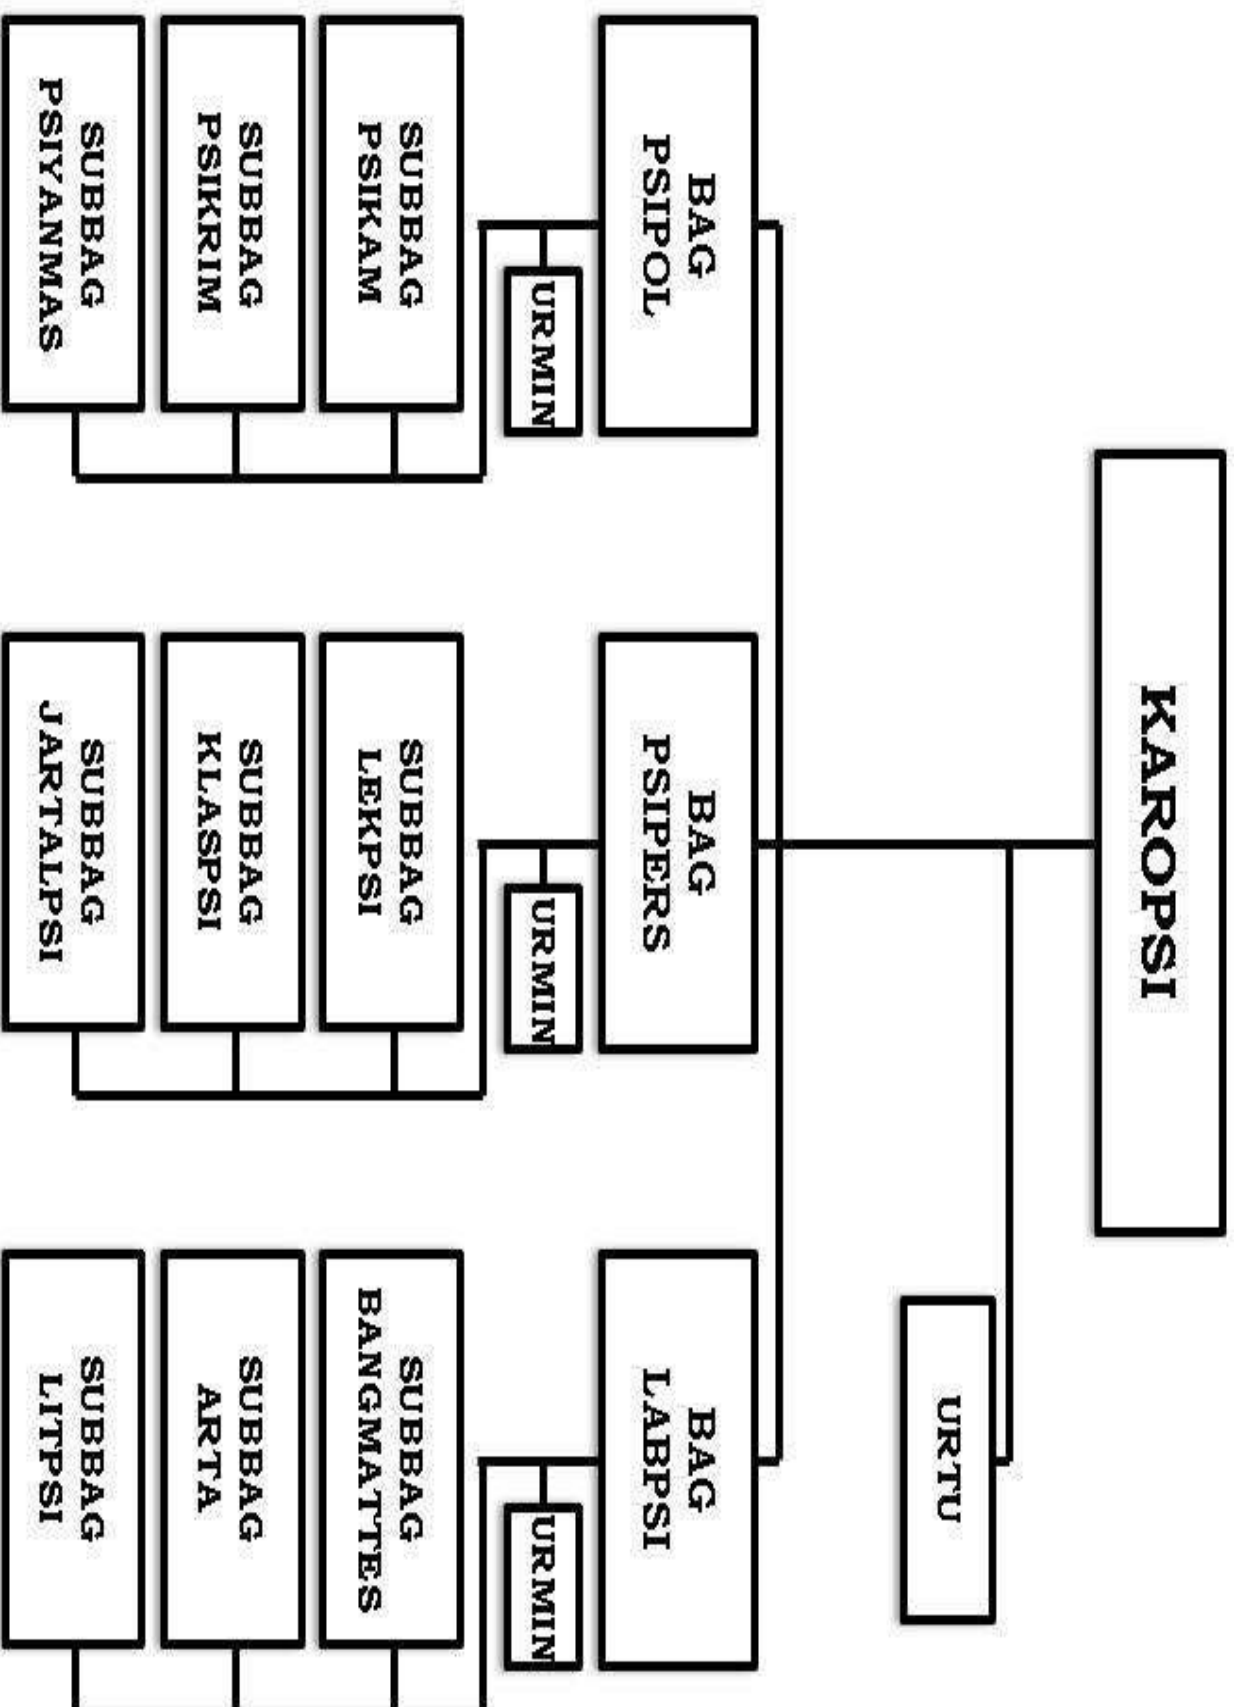 KAROPSI
URTU
BAG
PSIPOL
BAG
PSIPERS
BAG
LABPSI
URMIN
URMIN
URMIN
SUBBAG
PSIKAM
SUBBAG
LEKPSI
SUBBAG
BANGMATTES
SUBBAG
PSIKRIM
SUBBAG
KLASPSI
SUBBAG
ARTA
SUBBAG
PSIYANMAS
SUBBAG
JARTALPSI
SUBBAG
LITPSI